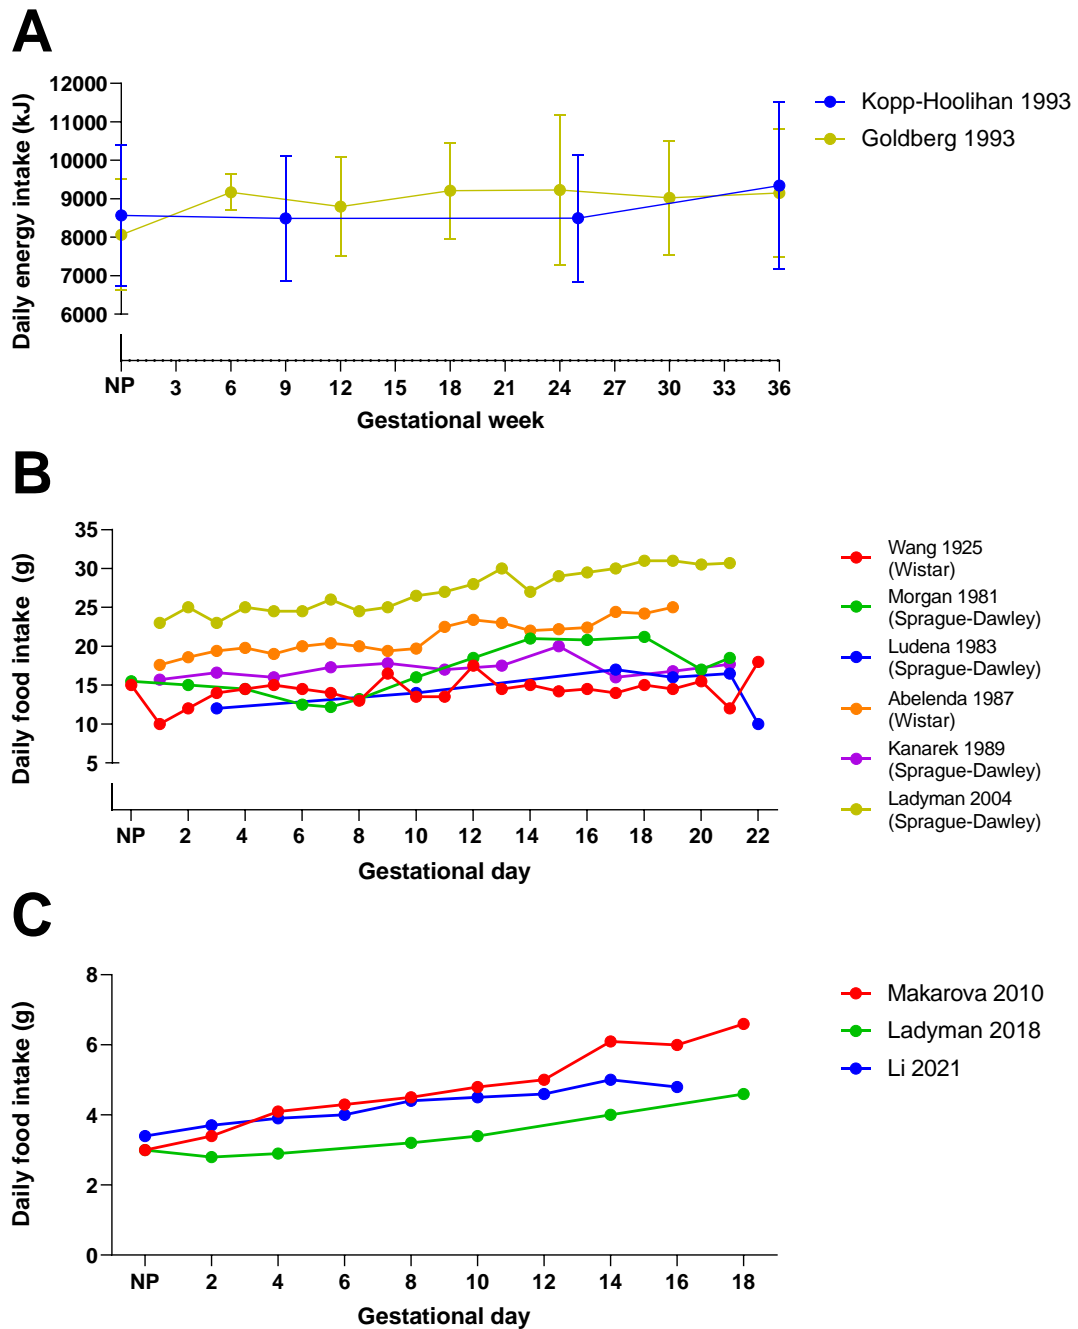 A
Daily energy intake (kJ)
12000
11000
10000
9000
8000
7000
6000
NP 3 6 9 12 15 18 21 24 27 30 33 36
Gestational week
Kopp-Hoolihan 1993
Goldberg 1993
B
Daily food intake (g)
35
30
25
20
15
10
5
NP 2 4 6 8 10 12 14 16 18 20 22
Gestational day
Wang 1925
(Wistar)
Morgan 1981
(Sprague-Dawley)
Ludena 1983
(Sprague-Dawley)
Abelenda 1987
(Wistar)
Kanarek 1989
(Sprague-Dawley)
Ladyman 2004
(Sprague-Dawley)
C
Daily food intake (g)
8
6
4
2
0
NP 2 4 6 8 10 12 14 16 18
Gestational day
Makarova 2010
Ladyman 2018
Li 2021